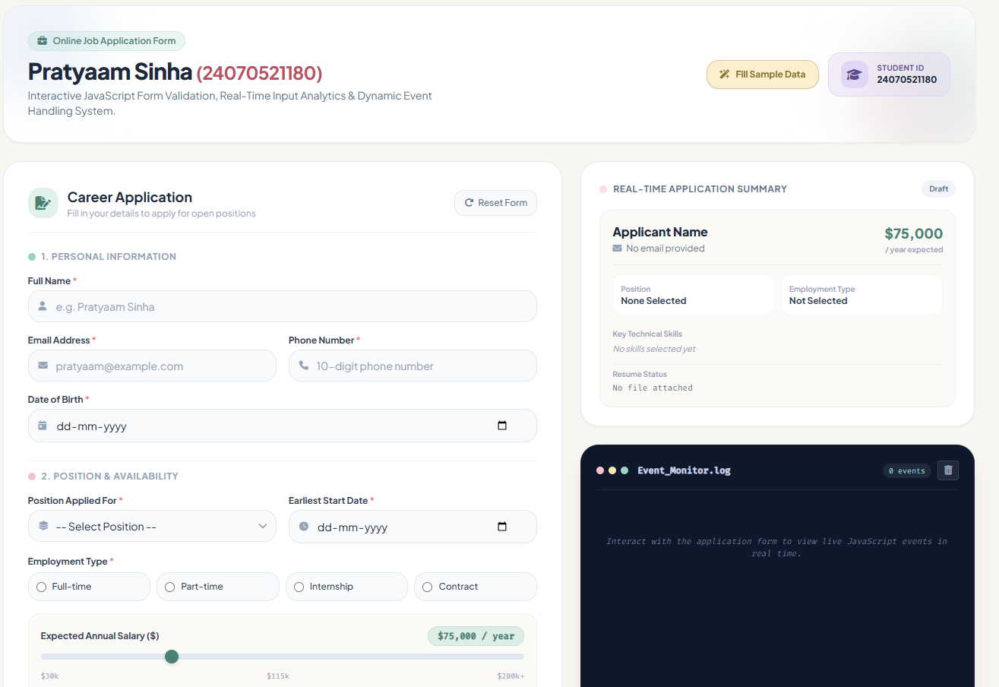 Online Job Application Form
Pratyaam Sinha (24070521180)
Interactive JavaScript Form Validation, Real-Time Input Analytics & Dynamic Event
Handling System.
Fill Sample Data
STUDENT ID
24070521180
Career Application
Fill in your details to apply for open positions
Reset Form
1. PERSONAL INFORMATION
Full Name *
e.g. Pratyaam Sinha
Email Address *
Phone Number *
pratyaam@example.com
10-digit phone number
Date of Birth *
dd-mm-yyyy
2. POSITION & AVAILABILITY
Position Applied For *
Earliest Start Date *
-- Select Position --
dd-mm-yyyy
Employment Type *
Full-time
Part-time
Internship
Contract
Expected Annual Salary ($)
$75,000 / year
$30k
$115k
$200k+
REAL-TIME APPLICATION SUMMARY
Draft
Applicant Name
$75,000
No email provided
/ year expected
Position
None Selected
Employment Type
Not Selected
Key Technical Skills
No skills selected yet
Resume Status
No file attached
Event_Monitor.log
0 events
Interact with the application form to view live JavaScript events in
real time.